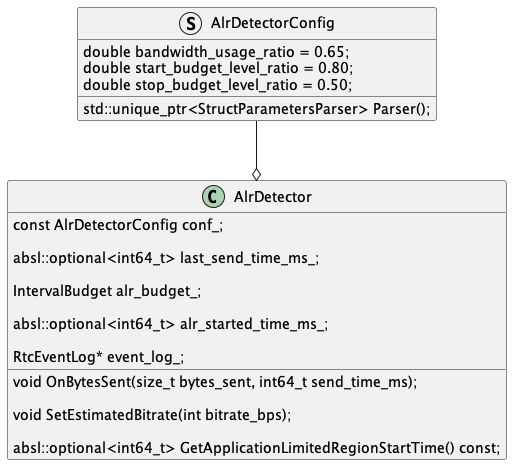 S AlrDetectorConfig
double bandwidth_usage_ratio = 0.65;
double start_budget_level_ratio = 0.80;
double stop_budget_level_ratio = 0.50;
std::unique_ptr<StructParametersParser> Parser();
C AlrDetector
const AlrDetectorConfig conf_;
absl::optional<int64_t> last_send_time_ms_;
IntervalBudget alr_budget_;
absl::optional<int64_t> alr_started_time_ms_;
RtcEventLog* event_log_;
void OnBytesSent(size_t bytes_sent, int64_t send_time_ms);
void SetEstimatedBitrate(int bitrate_bps);
absl::optional<int64_t> GetApplicationLimitedRegionStartTime() const;